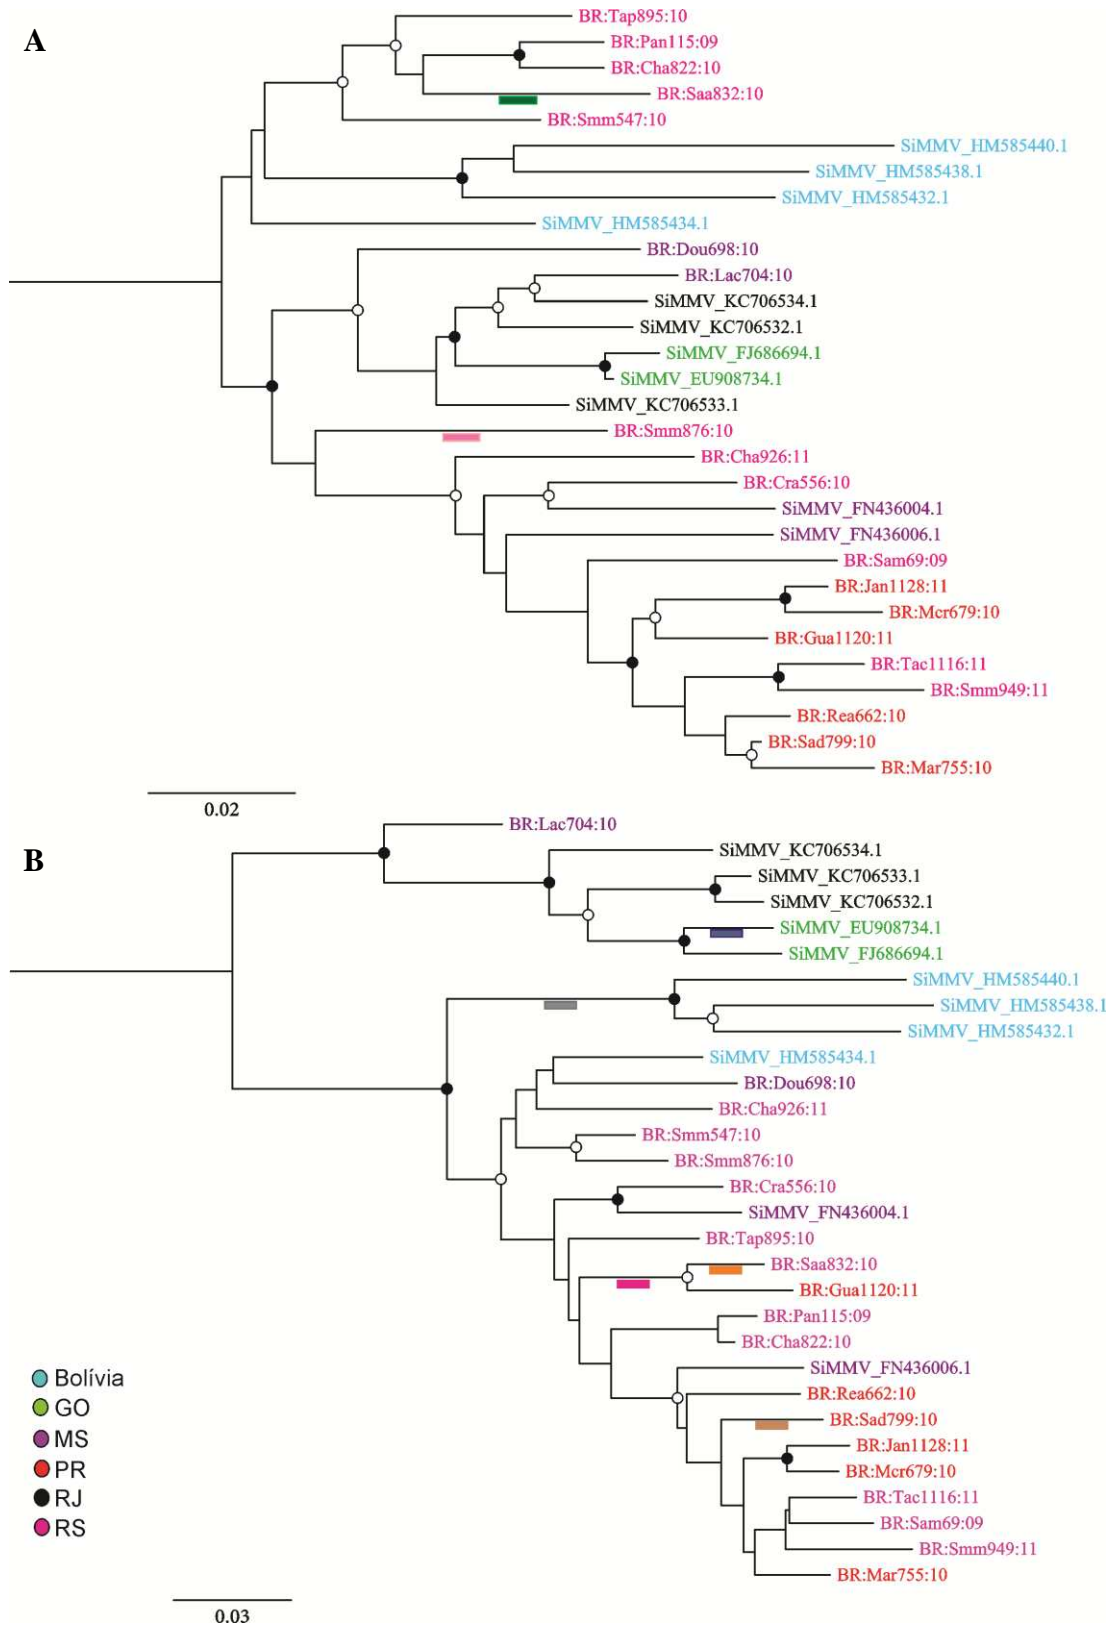 A
BR:Tap895:10
BR:Pan115:09
BR:Cha822:10
BR:Saa832:10
BR:Smm547:10
SiMMV_HM585440.1
SiMMV_HM585438.1
SiMMV_HM585432.1
SiMMV_HM585434.1
BR:Dou698:10
BR:Lac704:10
SiMMV_KC706534.1
SiMMV_KC706532.1
SiMMV_FJ686694.1
SiMMV_EU908734.1
SiMMV_KC706533.1
BR:Smm876:10
BR:Cha926:11
BR:Cra556:10
SiMMV_FN436004.1
SiMMV_FN436006.1
BR:Sam69:09
BR:Jan1128:11
BR:Mcr679:10
BR:Gua1120:11
BR:Tac1116:11
BR:Smm949:11
BR:Rea662:10
BR:Sad799:10
BR:Mar755:10
0.02
B
BR:Lac704:10
SiMMV_KC706534.1
SiMMV_KC706533.1
SiMMV_KC706532.1
SiMMV_EU908734.1
SiMMV_FJ686694.1
SiMMV_HM585440.1
SiMMV_HM585438.1
SiMMV_HM585432.1
SiMMV_HM585434.1
BR:Dou698:10
BR:Cha926:11
BR:Smm547:10
BR:Smm876:10
BR:Cra556:10
SiMMV_FN436004.1
BR:Tap895:10
BR:Saa832:10
BR:Gua1120:11
BR:Pan115:09
BR:Cha822:10
SiMMV_FN436006.1
BR:Rea662:10
BR:Sad799:10
BR:Jan1128:11
BR:Mcr679:10
BR:Tac1116:11
BR:Sam69:09
BR:Smm949:11
BR:Mar755:10
Bolívia
GO
MS
PR
RJ
RS
0.03